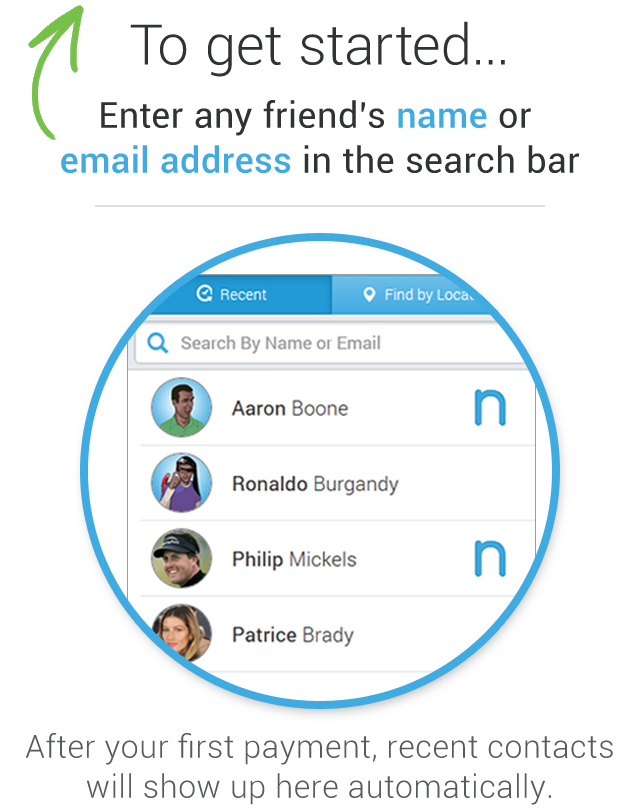 To get started...
Enter any friend's name or
email address in the search bar
Recent
Find by Loca
Search By Name or Email
Aaron Boone
n
Ronaldo Burgandy
Philip Mickels
n
Patrice Brady
After your first payment, recent contacts
will show up here automatically.